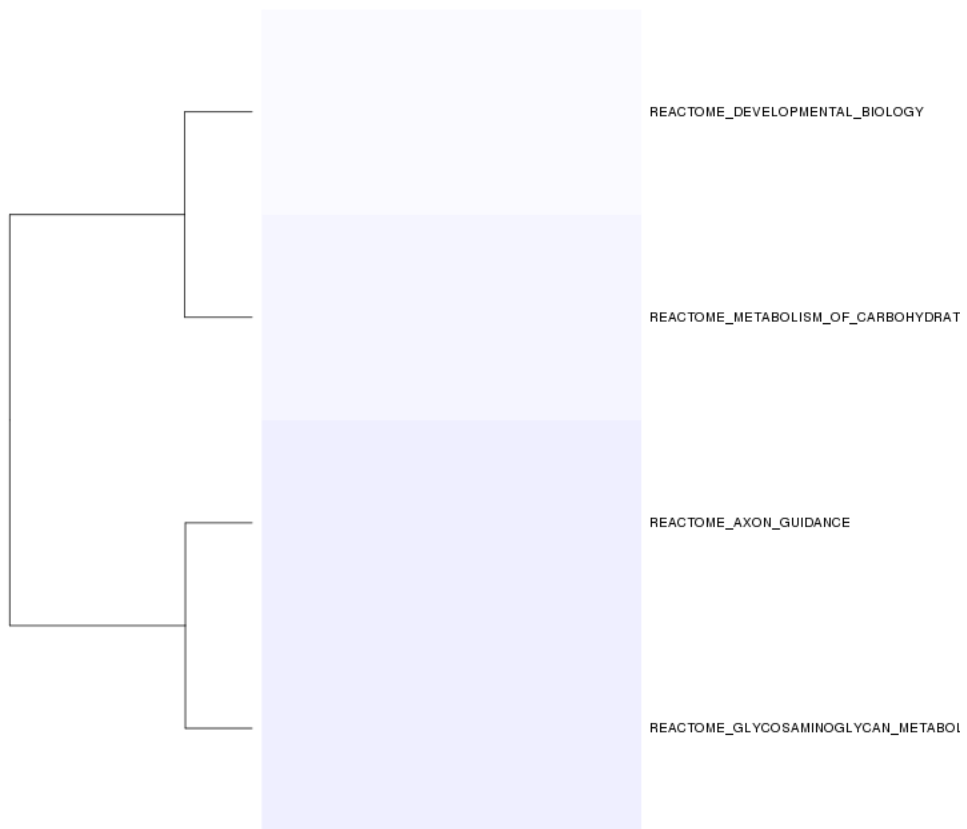 REACTOME_DEVELOPMENTAL_BIOLOGY
REACTOME_METABOLISM_OF_CARBOHYDRAT
REACTOME_AXON_GUIDANCE
REACTOME_GLYCOSAMINOGLYCAN_METABOL